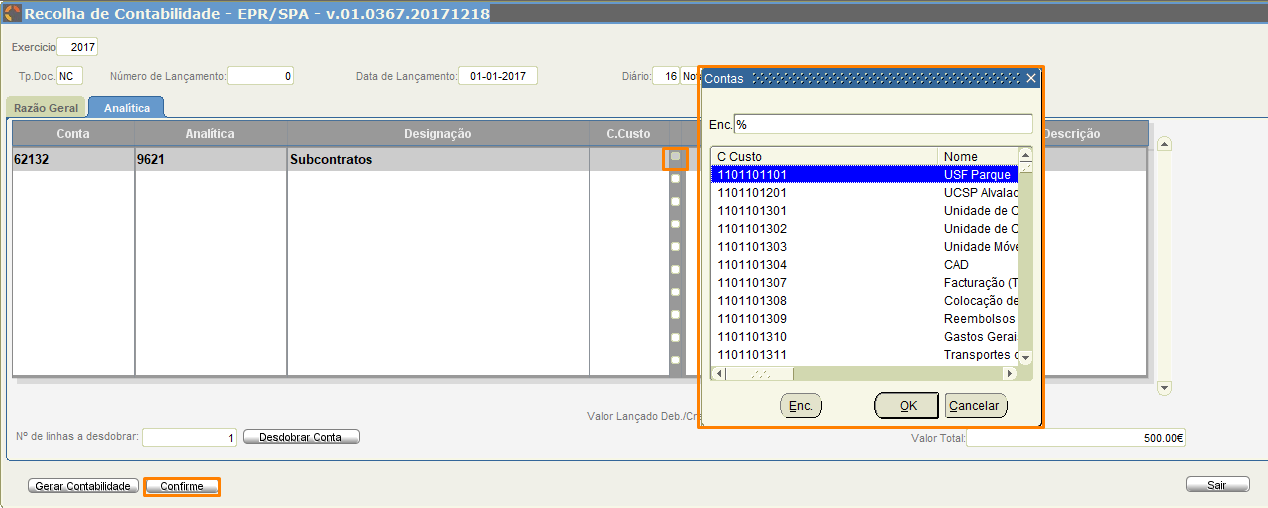 Recolha de Contabilidade - EPR/SPA - v.01.0367.20171218
Exercicio 2017
Tp.Doc. NC Número de Lançamento: 0 Data de Lançamento: 01-01-2017 Diário: 16
Razão Geral Analítica
Conta Analítica Designação C.Custo Descrição
62132 9621 Subcontratos
Contas
Enc. %
C Custo Nome
1101101101 USF Parque
1101101201 UCSP Alvalad
1101101301 Unidade de C
1101101302 Unidade de C
1101101303 Unidade Móve
1101101304 CAD
1101101307 Facturação (T
1101101308 Colocação de
1101101309 Reembolsos
1101101310 Gastos Gerais
1101101311 Transportes
Enc. OK Cancelar
Valor Lançado Deb./Cre
Nº de linhas a desdobrar: 1 Desdobrar Conta Valor Total: 500.00€
Gerar Contabilidade Confirme Sair